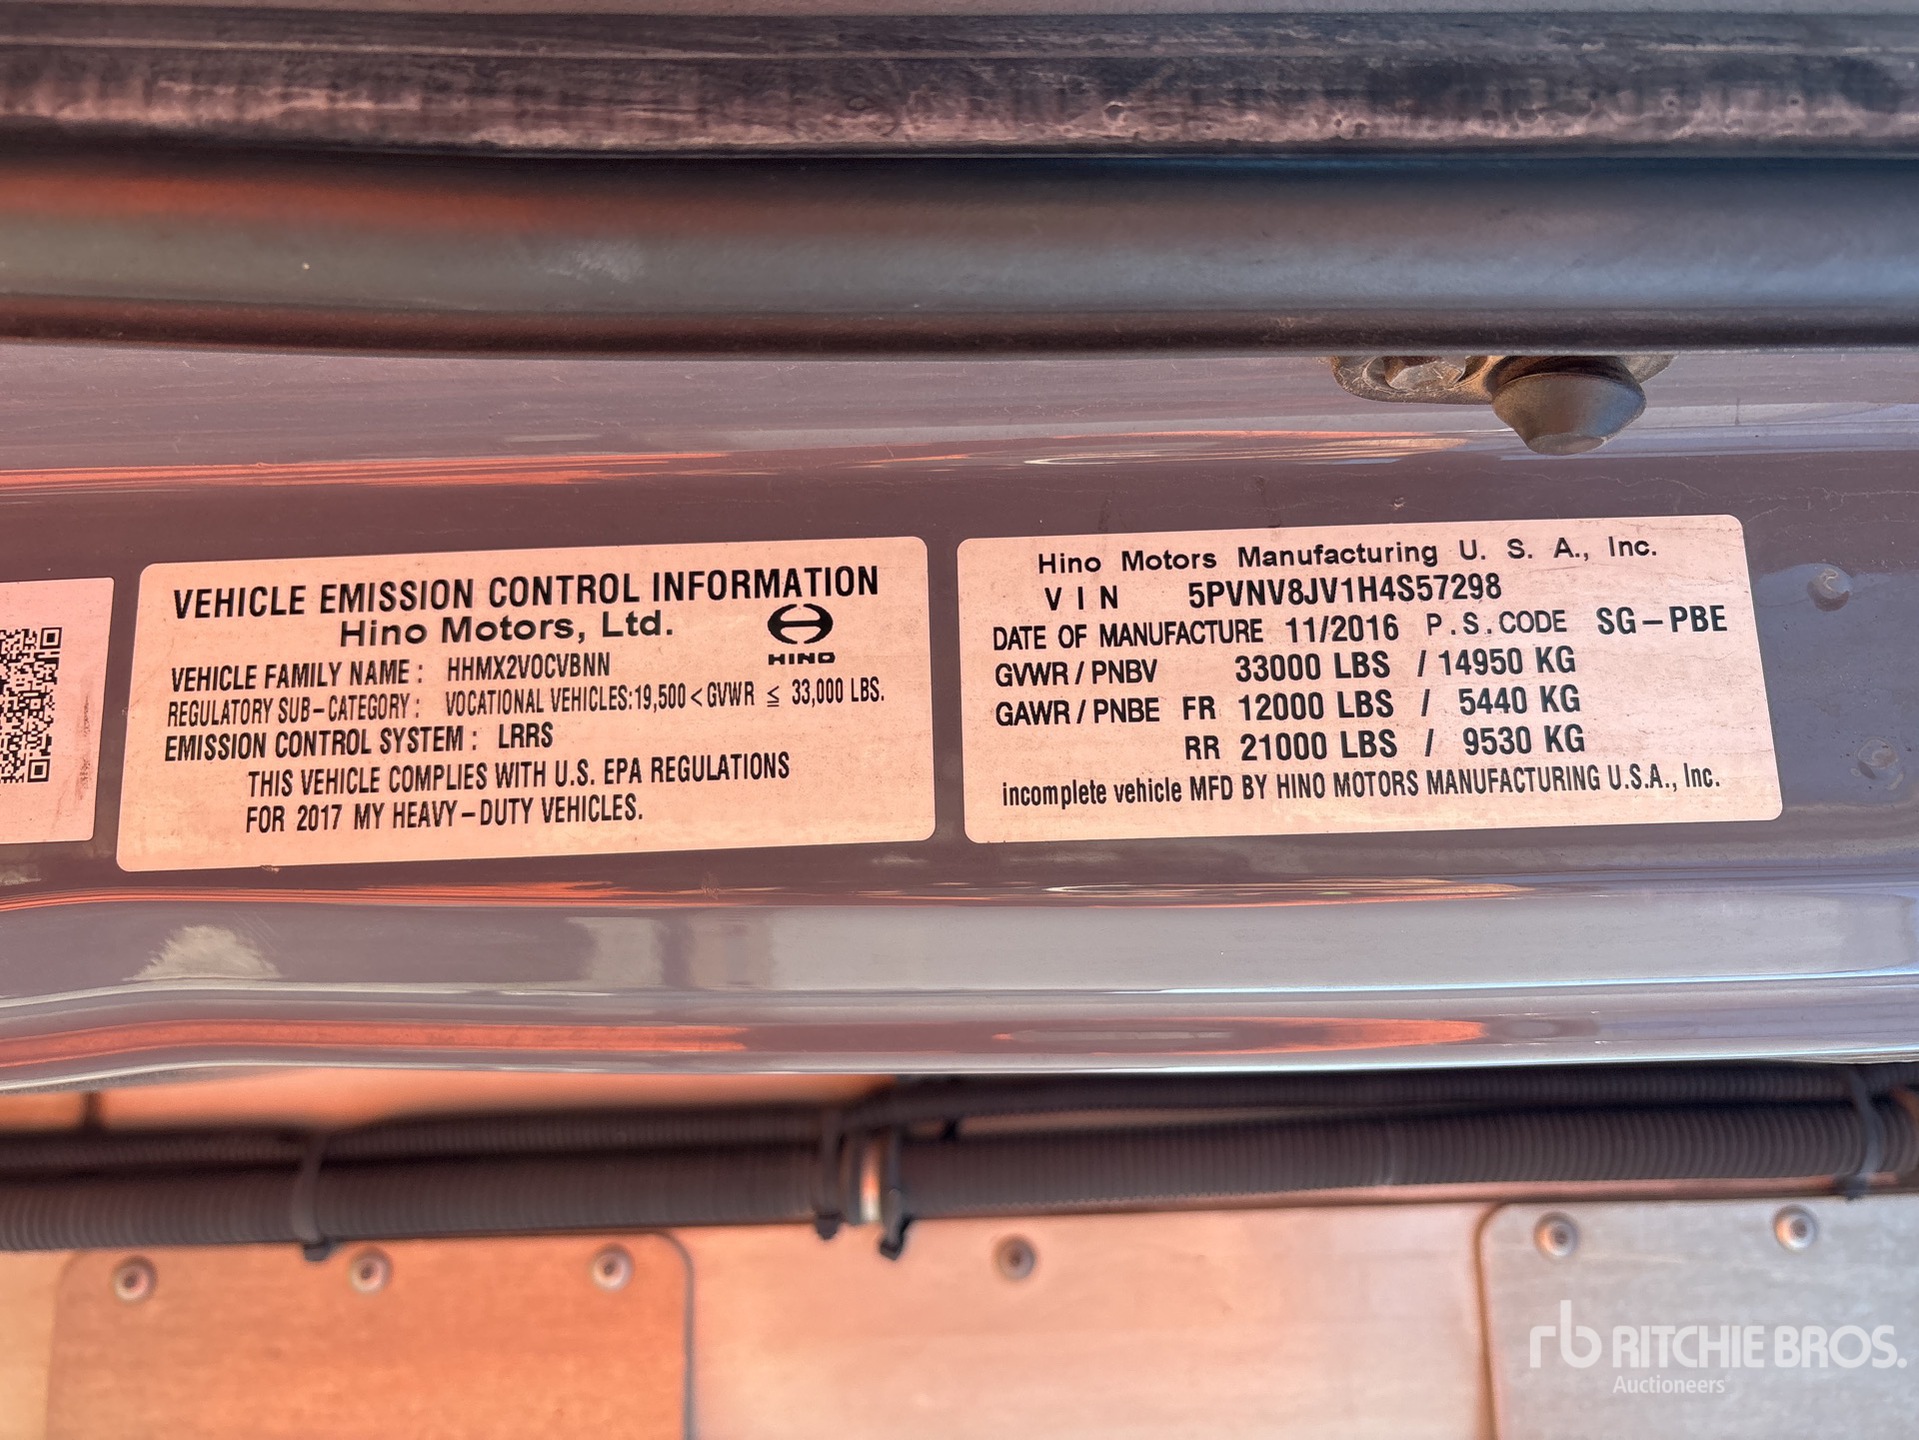 VEHICLE EMISSION CONTROL INFORMATION
Hino Motors, Ltd.
HINO
VEHICLE FAMILY NAME : HHMX2VOCVBNN
REGULATORY SUB-CATEGORY : VOCATIONAL VEHICLES:19,500 < GVWR ≤ 33,000 LBS.
EMISSION CONTROL SYSTEM : LRRS
THIS VEHICLE COMPLIES WITH U.S. EPA REGULATIONS
FOR 2017 MY HEAVY-DUTY VEHICLES.
Hino Motors Manufacturing U. S. A., Inc.
V I N 5PVNV8JV1H4S57298
DATE OF MANUFACTURE 11/2016 P.S.CODE SG-PBE
GVWR / PNBV 33000 LBS / 14950 KG
GAWR / PNBE FR 12000 LBS / 5440 KG
RR 21000 LBS / 9530 KG
incomplete vehicle MFD BY HINO MOTORS MANUFACTURING U.S.A., Inc.
rb RITCHIE BROS.
Auctioneers